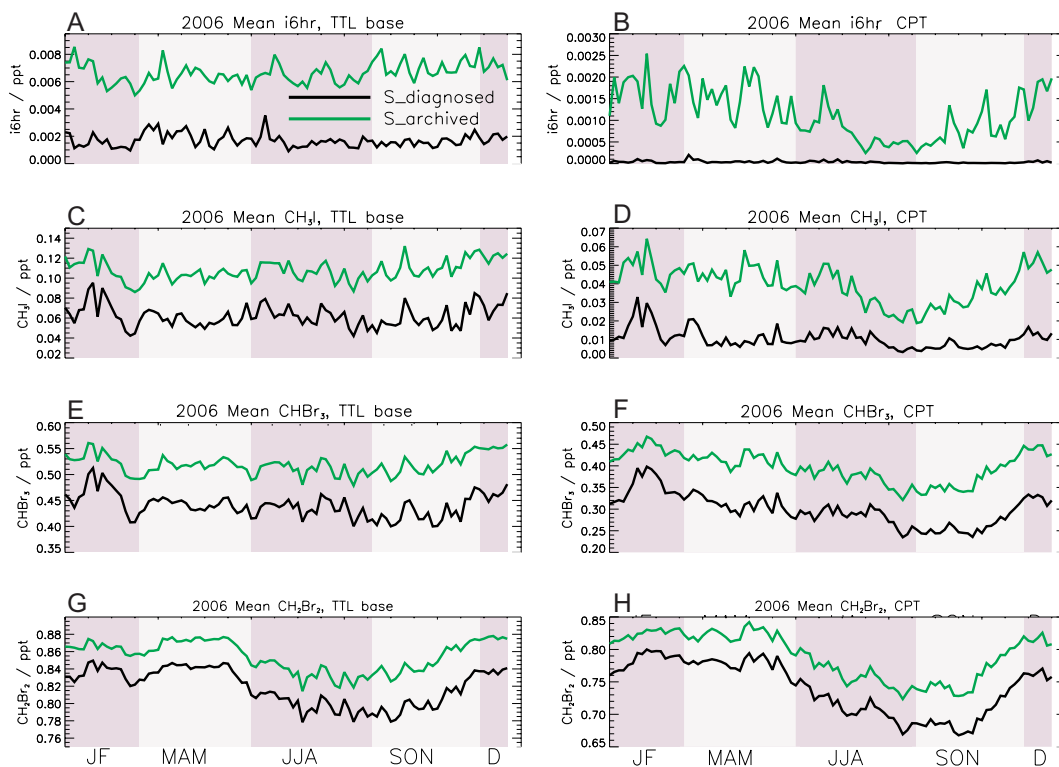 A
2006 Mean i6hr, TTL base
i6hr / ppt
0.008
0.006
0.004
0.002
0.000
S_diagnosed
S_archived
B
2006 Mean i6hr CPT
i6hr / ppt
0.0030
0.0025
0.0020
0.0015
0.0010
0.0005
0.0000
C
2006 Mean CH₃I, TTL base
CH₃I / ppt
0.14
0.12
0.10
0.08
0.06
0.04
0.02
D
2006 Mean CH₃I, CPT
CH₃I / ppt
0.07
0.06
0.05
0.04
0.03
0.02
0.01
0.00
E
2006 Mean CHBr₃, TTL base
CHBr₃ / ppt
0.60
0.55
0.50
0.45
0.40
0.35
F
2006 Mean CHBr₃, CPT
CHBr₃ / ppt
0.50
0.45
0.40
0.35
0.30
0.25
0.20
G
2006 Mean CH₂Br₂, TTL base
CH₂Br₂ / ppt
0.88
0.86
0.84
0.82
0.80
0.78
0.76
JF MAM JJA SON D
H
2006 Mean CH₂Br₂, CPT
CH₂Br₂ / ppt
0.85
0.80
0.75
0.70
0.65
JF MAM JJA SON D